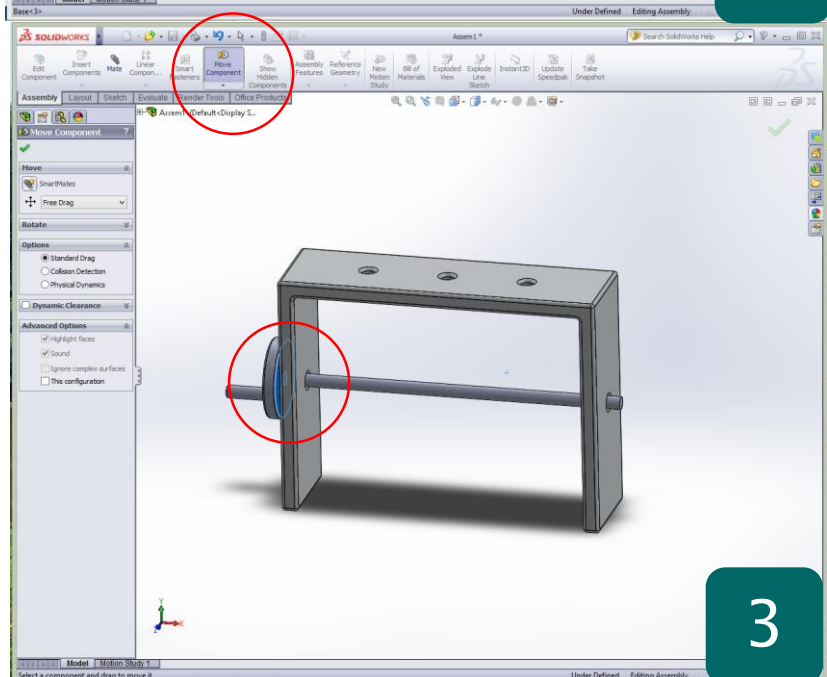 Model Motion Study 1
Base<3> Under Defined Editing Assembly
SOLIDWORKS Assem1 * Search SolidWorks Help
Edit Component Insert Components Mate Linear Compon... Smart Fasteners Move Component Show Hidden Components Assembly Features Reference Geometry New Motion Study Bill of Materials Exploded View Explode Line Sketch Instant3D Update Speedpak Take Snapshot
Assembly Layout Sketch Evaluate Render Tools Office Products
Assem1 (Default<Display S...
Move Component ?
Move
SmartMates
Free Drag
Rotate
Options
Standard Drag
Collision Detection
Physical Dynamics
Dynamic Clearance
Advanced Options
Highlight faces
Sound
Ignore complex surfaces
This configuration
Y
X
Z
3
Model Motion Study 1
Select a component and drag to move it Under Defined Editing Assembly